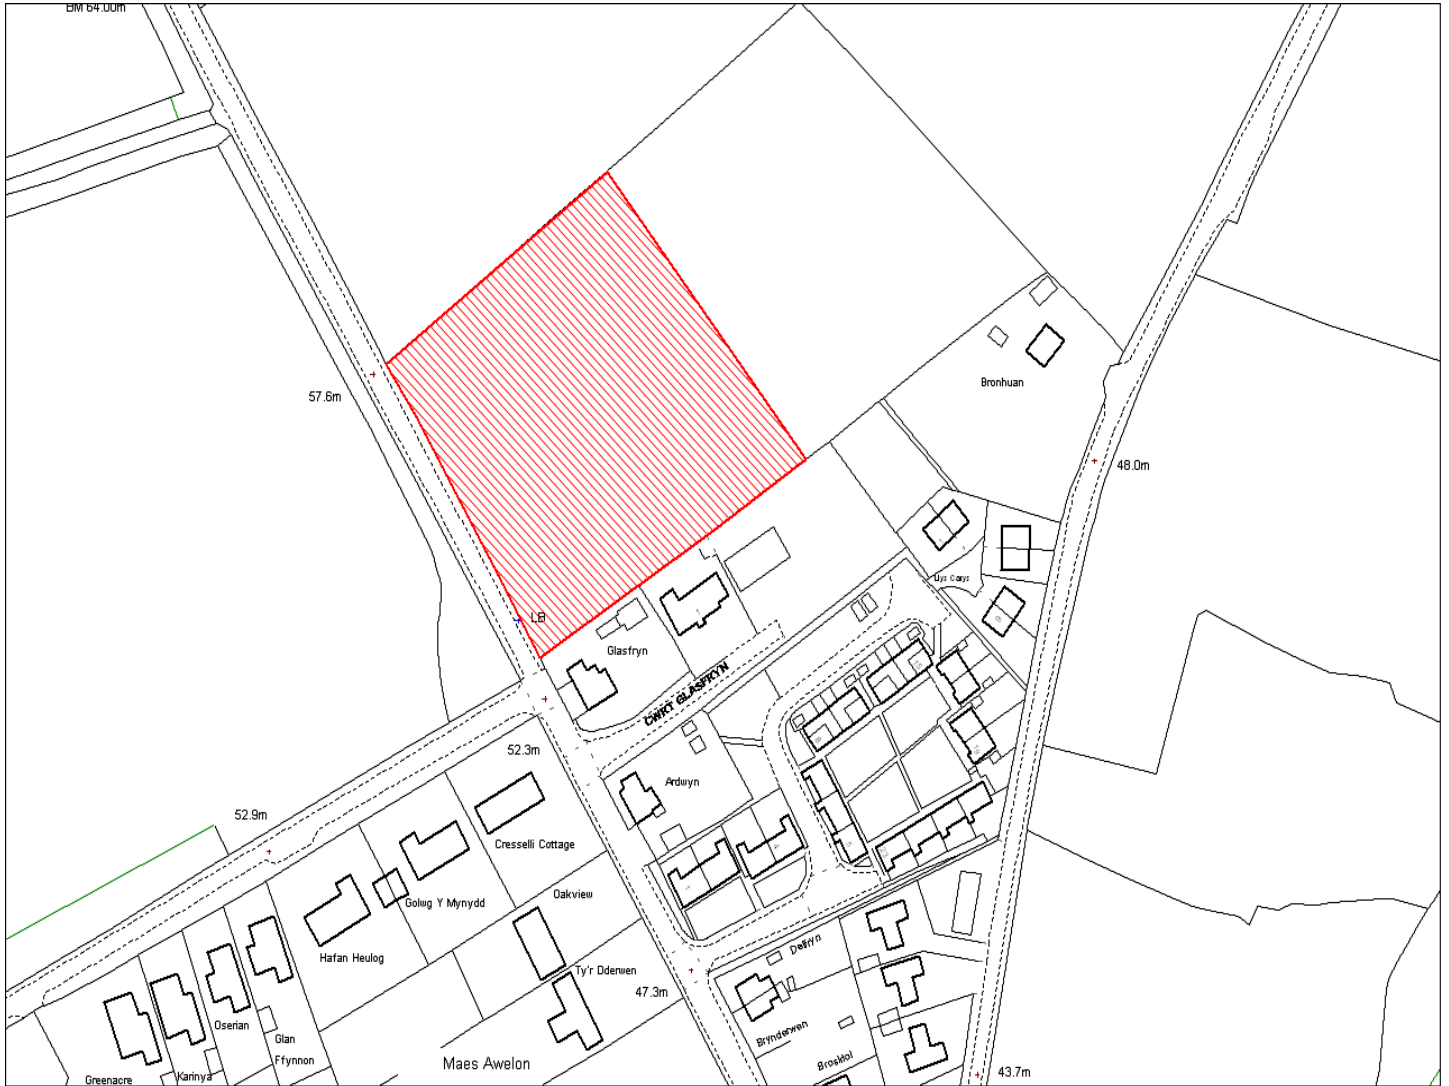 BM 64.00m
57.6m
Bronhuan
48.0m
LB
Llys Carys
Glasfryn
CWRT GLASFRYN
52.3m
Ardwyn
52.9m
Cresselli Cottage
Golwg Y Mynydd
Oakview
Hafan Heulog
Delfryn
Ty'r Dderwen
47.3m
Oserian
Glan
Ffynnon
Brynderwen
Maes Awelon
Greenacre
Karinya
43.7m